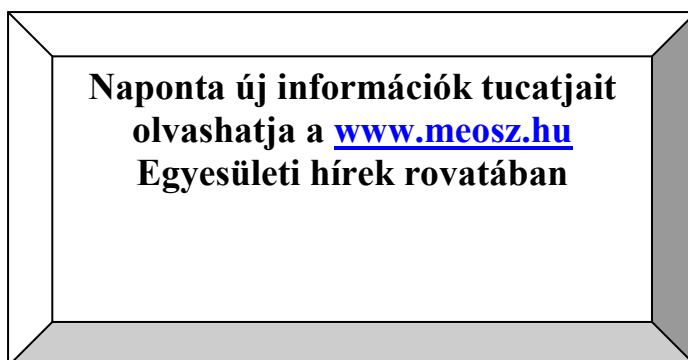 Naponta új információk tucatjait
olvashatja a www.meosz.hu
Egyesületi hírek rovatában